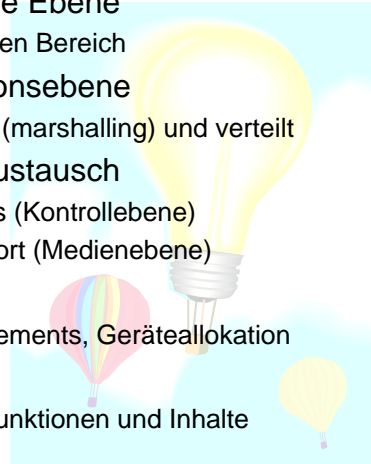 e Ebene
en Bereich
onsebene
(marshalling) und verteilt
ustausch
s (Kontrollebene)
ort (Medienebene)
ements, Geräteallokation
unktionen und Inhalte